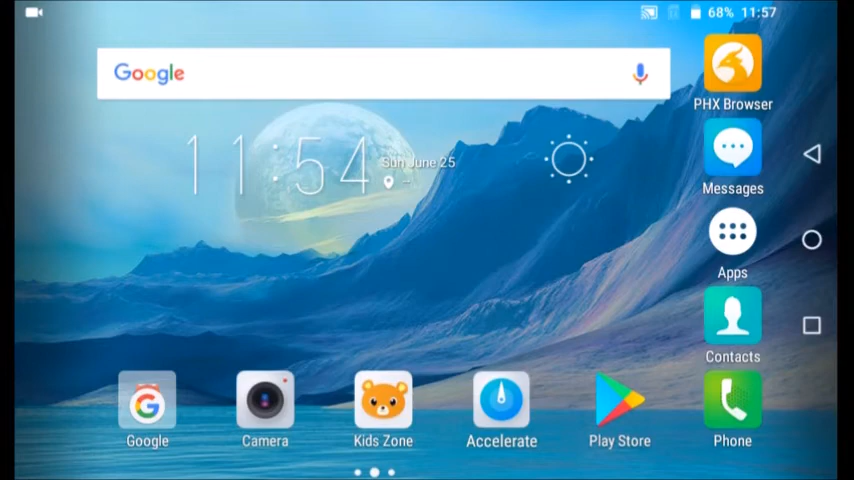 68% 11:57
Google
11:54
Sun June 25
PHX Browser
Messages
Apps
Contacts
Google
Camera
Kids Zone
Accelerate
Play Store
Phone